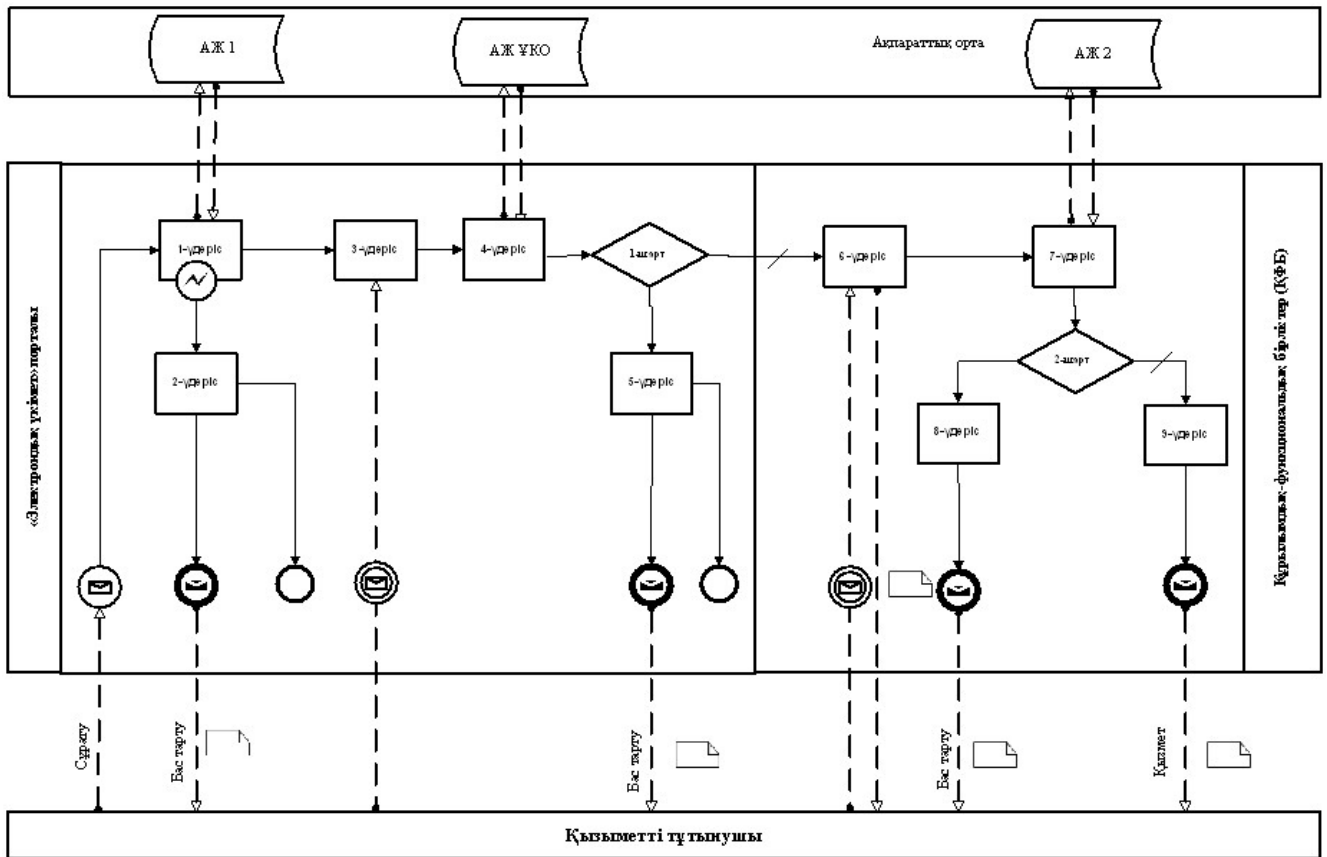 АЖ 1
АЖ ҰКО
Ақпараттық орта
АЖ 2
«Электрондық үкімет» порталы
1-үдеріс
3-үдеріс
4-үдеріс
1-шарт
6-үдеріс
7-үдеріс
2-үдеріс
5-үдеріс
2-шарт
8-үдеріс
9-үдеріс
Құрылымдық-функциональдық бірліктер (ҚФБ)
Сұрату
Бас тарту
Бас тарту
Бас тарту
Қызмет
Қызыметті тұтынушы